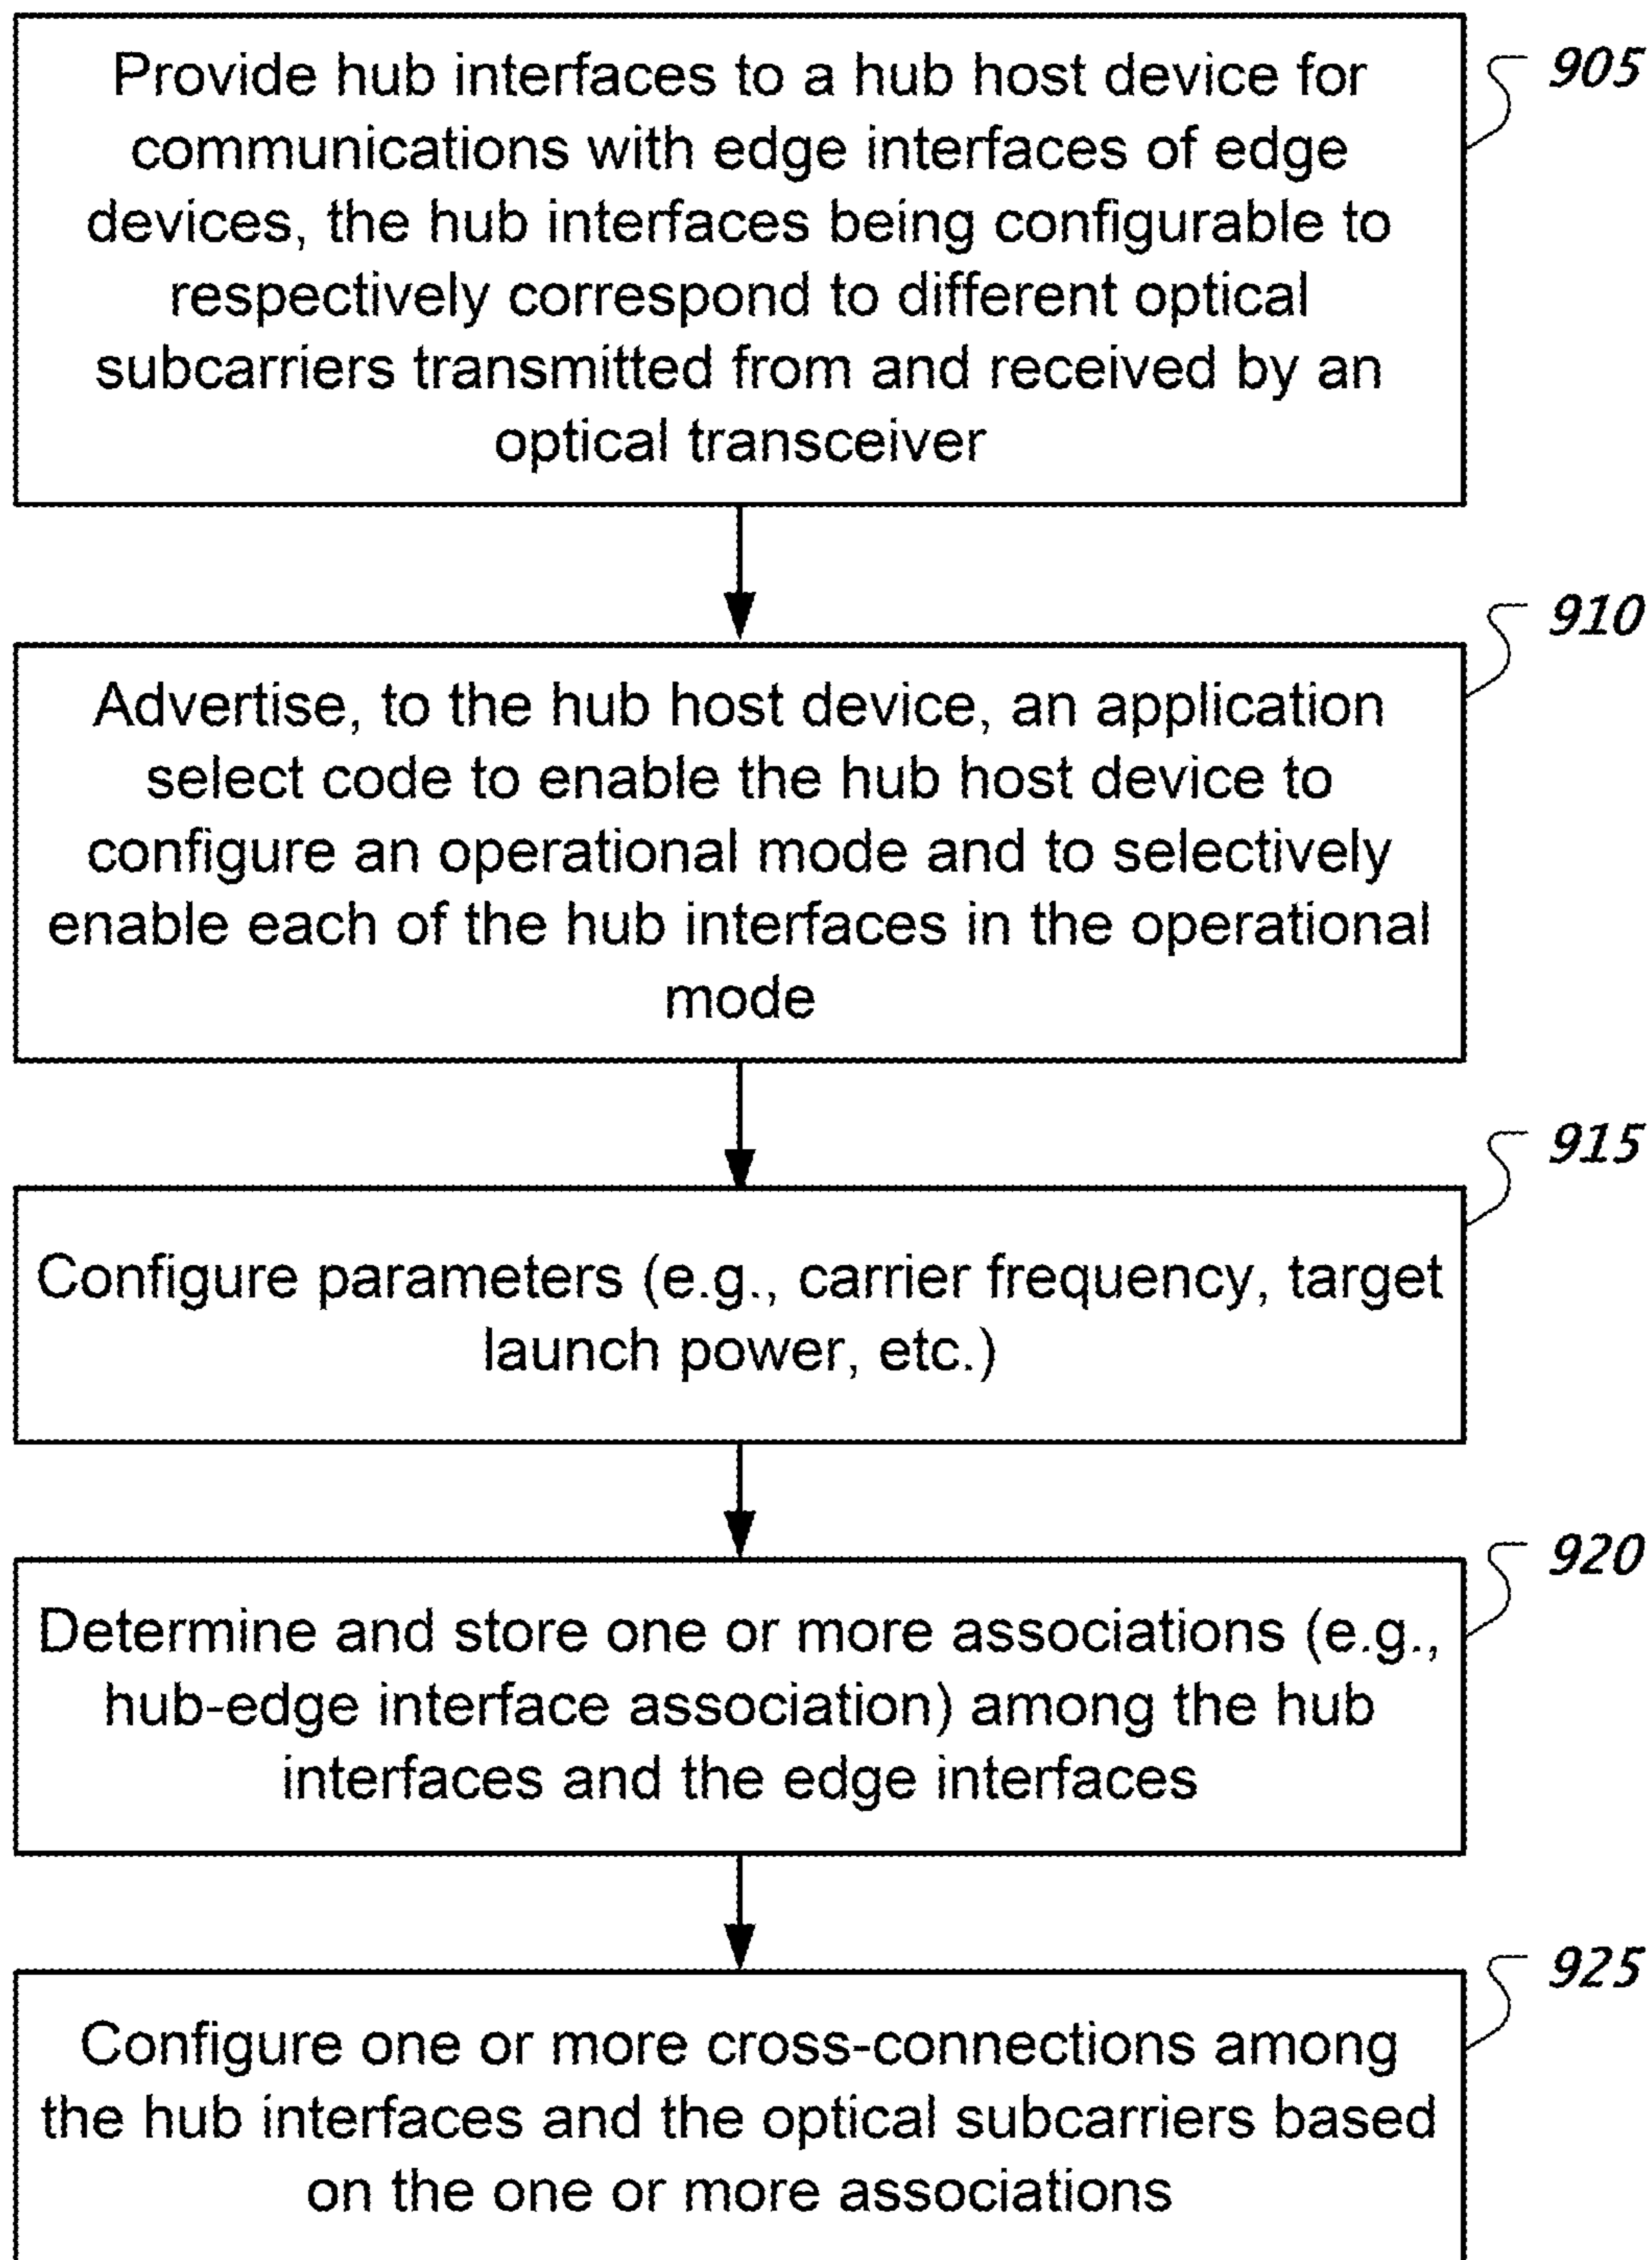 Provide hub interfaces to a hub host device for
communications with edge interfaces of edge
devices, the hub interfaces being configurable to
respectively correspond to different optical
subcarriers transmitted from and received by an
optical transceiver
905
Advertise, to the hub host device, an application
select code to enable the hub host device to
configure an operational mode and to selectively
enable each of the hub interfaces in the operational
mode
910
Configure parameters (e.g., carrier frequency, target
launch power, etc.)
915
Determine and store one or more associations (e.g.,
hub-edge interface association) among the hub
interfaces and the edge interfaces
920
Configure one or more cross-connections among
the hub interfaces and the optical subcarriers based
on the one or more associations
925